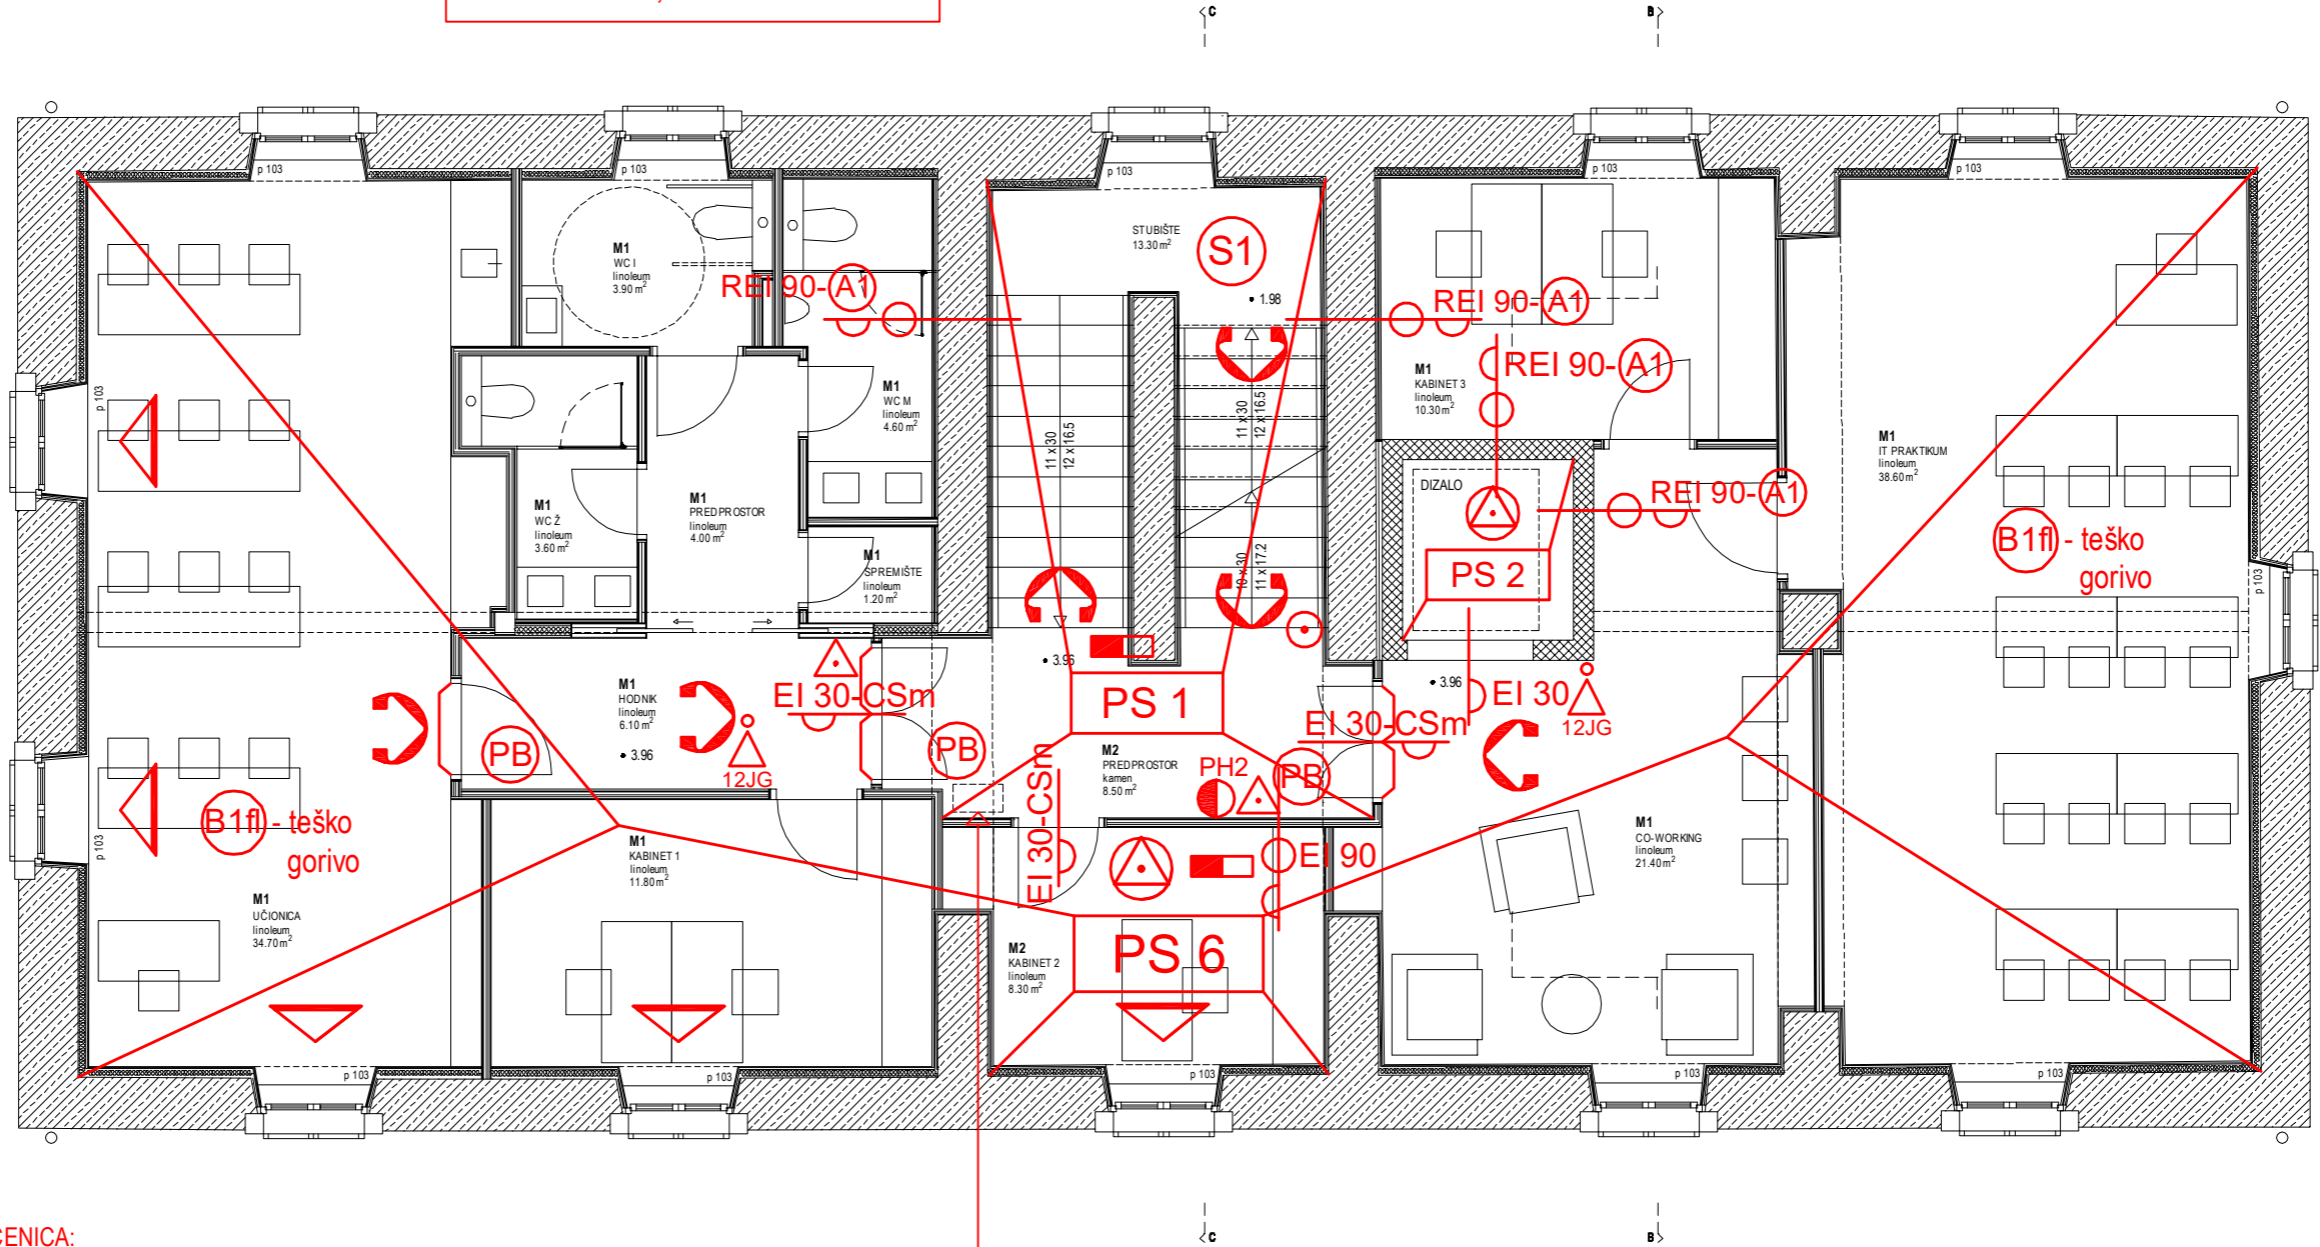 C
B
p 103
p 103
p 103
p 103
p 103
M1
WC I
linoleum
3.90 m²
STUBIŠTE
13.30 m²
S1
REI 90-A1
1.98
REI 90-A1
REI 90-A1
M1
KABINET 3
linoleum
10.30 m²
M1
WC M
linoleum
4.60 m²
p 103
11 x 30
12 x 16.5
11 x 30
12 x 16.5
M1
IT PRAKTIKUM
linoleum
38.60 m²
DIZALO
REI 90-A1
M1
WC Ž
linoleum
3.60 m²
M1
PREDPROSTOR
linoleum
4.00 m²
M1
SPREMIŠTE
linoleum
1.20 m²
10 x 30
11 x 17.2
PS 2
B1fl - teško
gorivo
p 103
3.96
3.96
M1
HODNIK
linoleum
6.10 m²
3.96
EI 30-CSm
PS 1
EI 30-CSm
EI 30
12JG
PB
12JG
PB
M2
PREDPROSTOR
kamen
8.50 m²
PH2
PB
EI 30-CSm
EI 90
B1fl - teško
gorivo
p 103
M1
KABINET 1
linoleum
11.80 m²
M1
CO-WORKING
linoleum
21.40 m²
M1
UČIONICA
linoleum
34.70 m²
M2
KABINET 2
linoleum
8.30 m²
PS 6
p 103
p 103
p 103
p 103
p 103
C
B
CENICA: